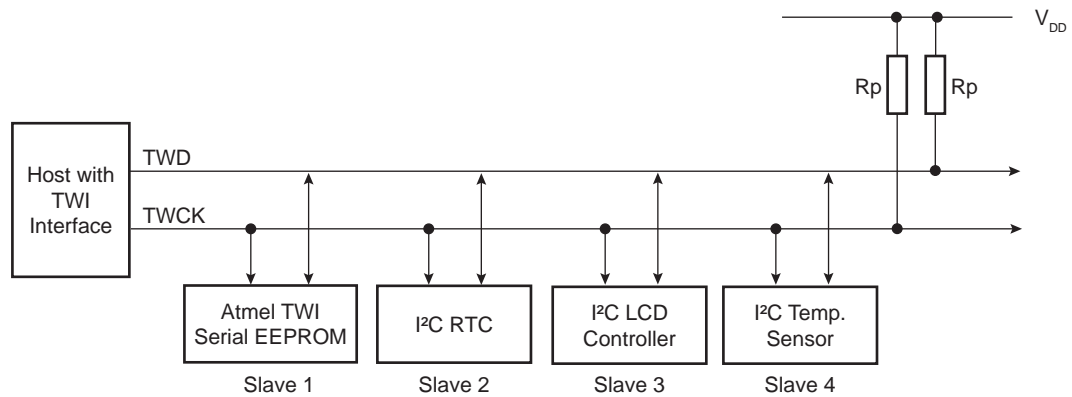 V_DD
Rp
Rp
Host with
TWI
Interface
TWD
TWCK
Atmel TWI
Serial EEPROM
Slave 1
I²C RTC
Slave 2
I²C LCD
Controller
Slave 3
I²C Temp.
Sensor
Slave 4